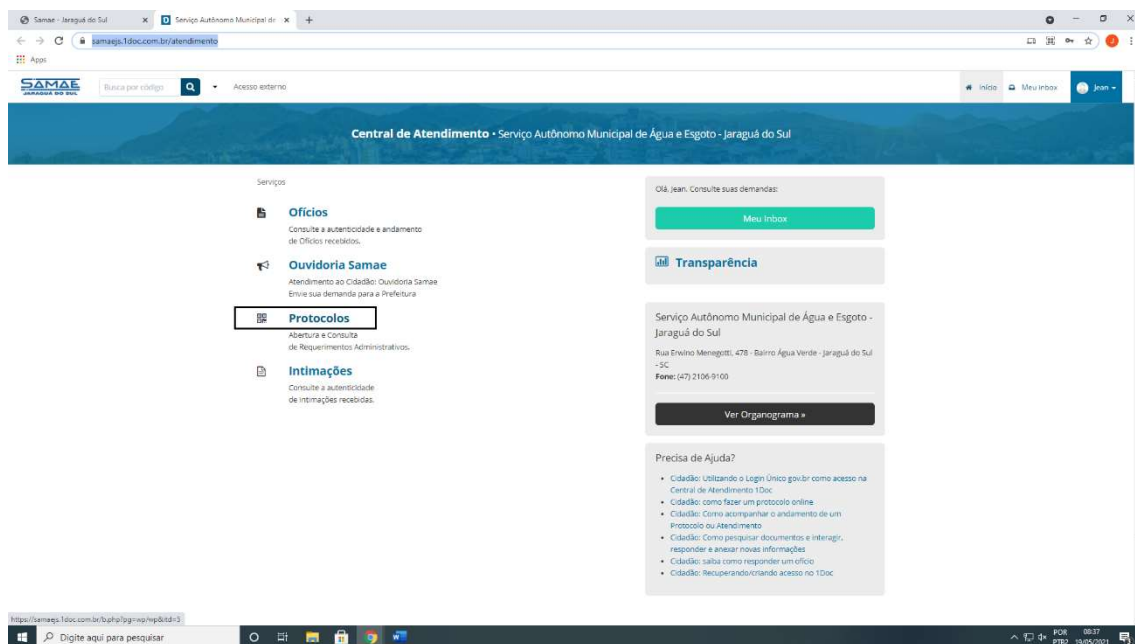 Samae - Jaraguá do Sul
Serviço Autônomo Municipal de
samaejs.1doc.com.br/atendimento
Apps
SAMAE
JARAGUÁ DO SUL
Busca por código
Acesso externo
Início
Meu inbox
Jean
Central de Atendimento • Serviço Autônomo Municipal de Água e Esgoto - Jaraguá do Sul
Serviços
Ofícios
Consulte a autenticidade e andamento
de Ofícios recebidos.
Ouvidoria Samae
Atendimento ao Cidadão: Ouvidoria Samae
Envie sua demanda para a Prefeitura
Protocolos
Abertura e Consulta
de Requerimentos Administrativos.
Intimações
Consulte a autenticidade
de intimações recebidas.
Olá, Jean. Consulte suas demandas:
Meu Inbox
Transparência
Serviço Autônomo Municipal de Água e Esgoto -
Jaraguá do Sul
Rua Erwino Menegotti, 478 - Bairro Água Verde - Jaraguá do Sul
- SC
Fone: (47) 2106-9100
Ver Organograma »
Precisa de Ajuda?
• Cidadão: Utilizando o Login Único gov.br como acesso na
Central de Atendimento 1Doc
• Cidadão: como fazer um protocolo online
• Cidadão: Como acompanhar o andamento de um
Protocolo ou Atendimento
• Cidadão: Como pesquisar documentos e interagir,
responder e anexar novas informações
• Cidadão: saiba como responder um ofício
• Cidadão: Recuperando/criando acesso no 1Doc
https://samaejs.1doc.com.br/b.php?pg=wp/wp&itd=5
Digite aqui para pesquisar
POR
PTB2
08:37
19/05/2021